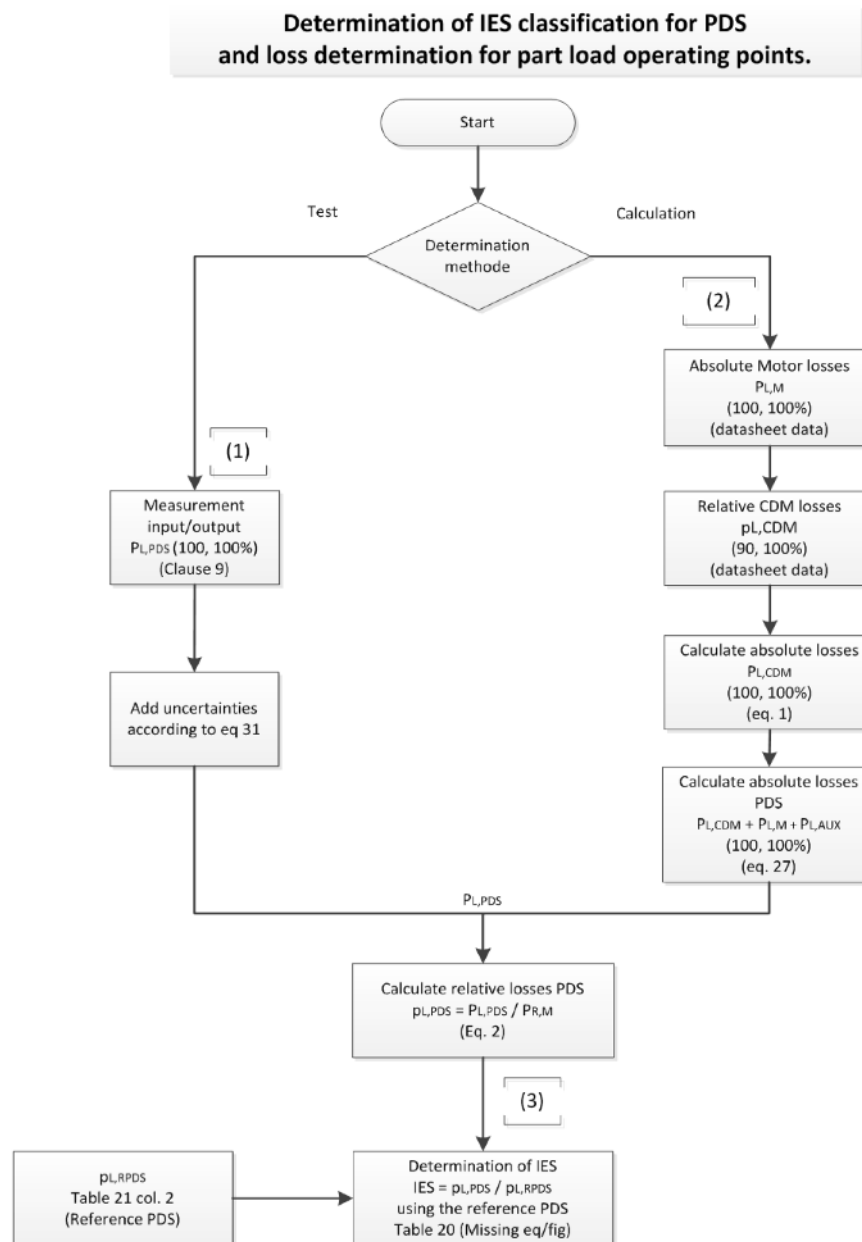 Determination of IES classification for PDS
and loss determination for part load operating points.
Start
Test
Calculation
Determination
methode
(2)
Absolute Motor losses
PL,M
(100, 100%)
(datasheet data)
(1)
Measurement
input/output
PL,PDS (100, 100%)
(Clause 9)
Relative CDM losses
pL,CDM
(90, 100%)
(datasheet data)
Calculate absolute losses
PL,CDM
(100, 100%)
(eq. 1)
Add uncertainties
according to eq 31
Calculate absolute losses
PDS
PL,CDM + PL,M + PL,AUX
(100, 100%)
(eq. 27)
PL,PDS
Calculate relative losses PDS
pL,PDS = PL,PDS / PR,M
(Eq. 2)
(3)
pL,RPDS
Table 21 col. 2
(Reference PDS)
Determination of IES
IES = pL,PDS / pL,RPDS
using the reference PDS
Table 20 (Missing eq/fig)